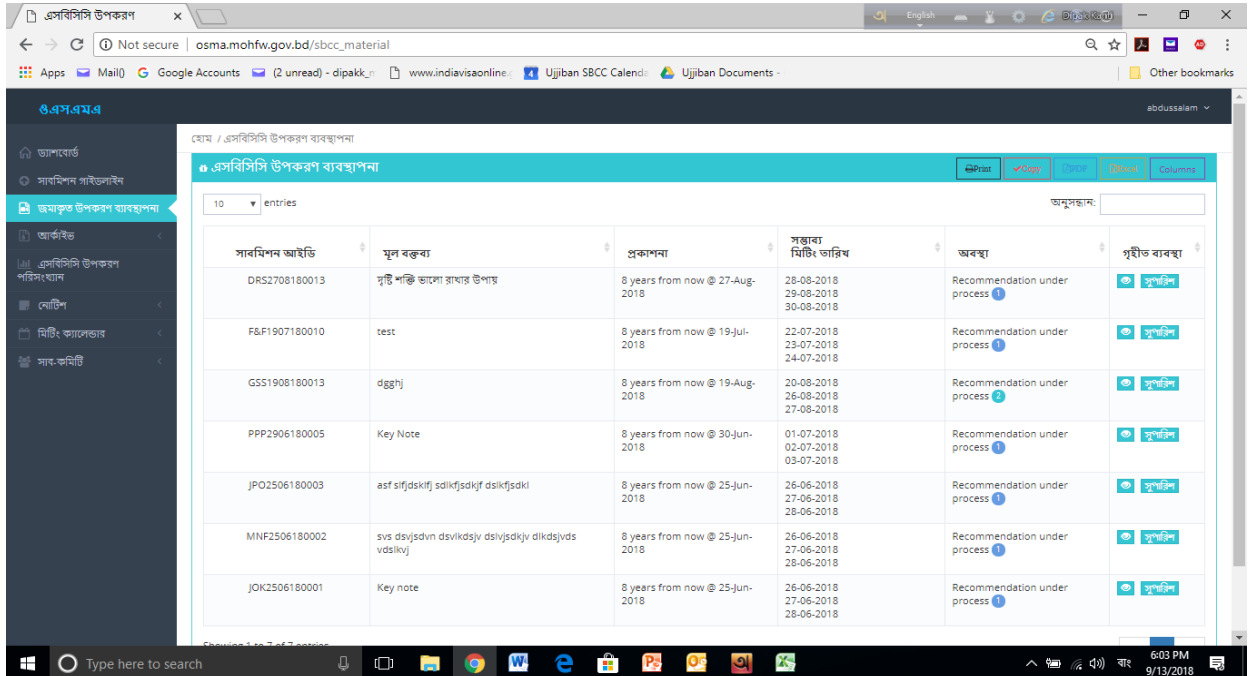 এসবিসিসি উপকরণ
English
Not secure | osma.mohfw.gov.bd/sbcc_material
Apps Mail() Google Accounts (2 unread) - dipakk_ www.indiavisaonline. Ujjiban SBCC Calenda Ujjiban Documents - Other bookmarks
ওএসএমএ abdussalam
হোম / এসবিসিসি উপকরণ ব্যবস্থাপনা
ড্যাশবোর্ড
সাবমিশন গাইডলাইন
জমাকৃত উপকরণ ব্যাবস্থাপনা
আর্কাইভ
এসবিসিসি উপকরণ
পরিসংখ্যান
নোটিশ
মিটিং ক্যালেন্ডার
সাব-কমিটি
এসবিসিসি উপকরণ ব্যবস্থাপনা Print Copy PDF Excel Columns
10 entries অনুসন্ধান:
সাবমিশন আইডি মূল বক্তব্য প্রকাশনা সম্ভাব্য
মিটিং তারিখ অবস্থা গৃহীত ব্যবস্থা
DRS2708180013 দৃষ্টি শক্তি ভালো রাখার উপায় 8 years from now @ 27-Aug- 28-08-2018 Recommendation under সুপারিশ
2018 29-08-2018 process 1
30-08-2018
F&F1907180010 test 8 years from now @ 19-Jul- 22-07-2018 Recommendation under সুপারিশ
2018 23-07-2018 process 1
24-07-2018
GSS1908180013 dgghj 8 years from now @ 19-Aug- 20-08-2018 Recommendation under সুপারিশ
2018 26-08-2018 process 2
27-08-2018
PPP2906180005 Key Note 8 years from now @ 30-Jun- 01-07-2018 Recommendation under সুপারিশ
2018 02-07-2018 process 1
03-07-2018
JPO2506180003 asf slfjdsklfj sdlkfjsdkjf dslkfjsdkl 8 years from now @ 25-Jun- 26-06-2018 Recommendation under সুপারিশ
2018 27-06-2018 process 1
28-06-2018
MNF2506180002 svs dsvjsdvn dsvlkdsjv dslvjsdkjv dlkdsjvds 8 years from now @ 25-Jun- 26-06-2018 Recommendation under সুপারিশ
vdslkvj 2018 27-06-2018 process 1
28-06-2018
JOK2506180001 Key note 8 years from now @ 25-Jun- 26-06-2018 Recommendation under সুপারিশ
2018 27-06-2018 process 1
28-06-2018
Showing 1 to 7 of 7 entries
Type here to search বাং 6:03 PM
9/13/2018